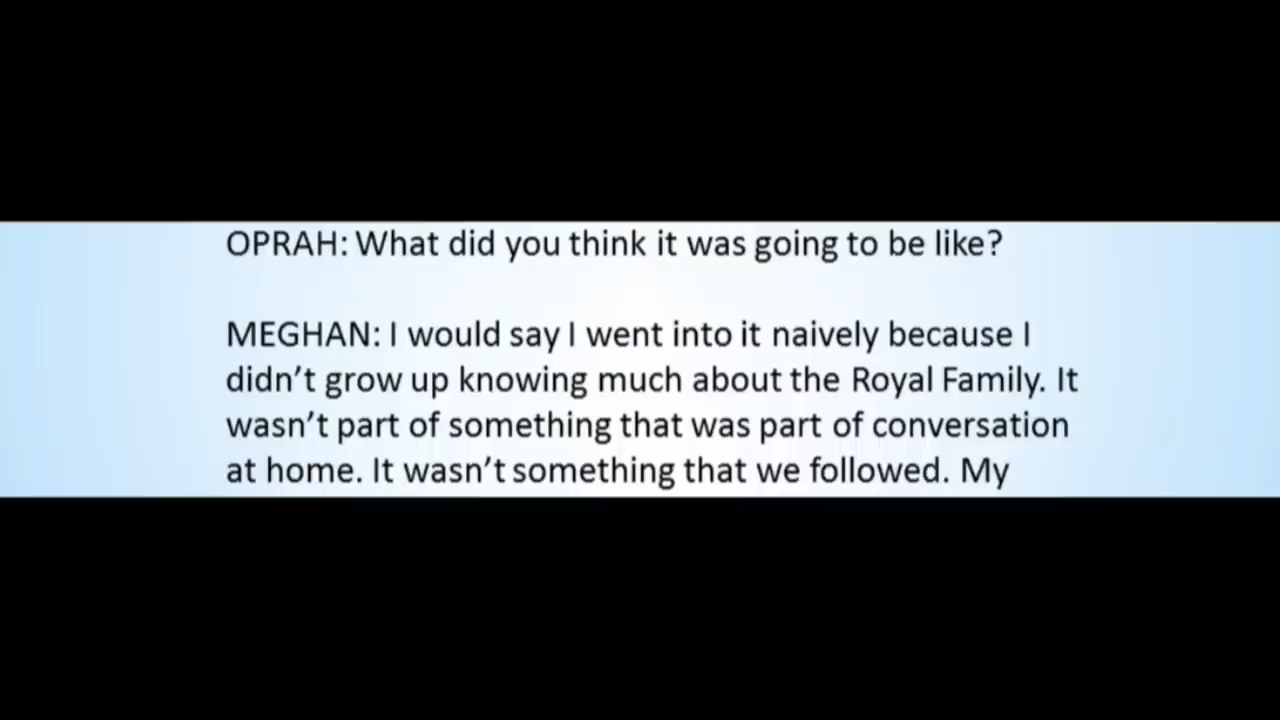 OPRAH: What did you think it was going to be like?
MEGHAN: I would say I went into it naively because I
didn’t grow up knowing much about the Royal Family. It
wasn’t part of something that was part of conversation
at home. It wasn’t something that we followed. My